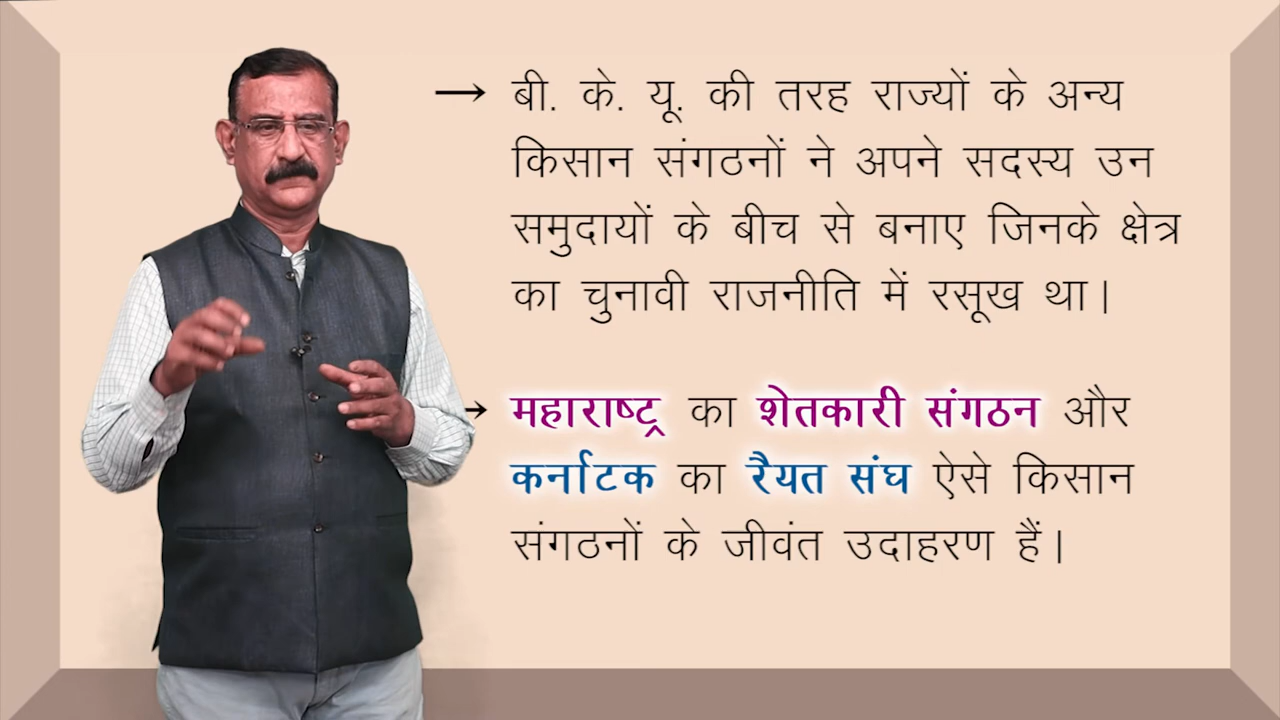 → बी. के. यू. की तरह राज्यों के अन्य
किसान संगठनों ने अपने सदस्य उन
समुदायों के बीच से बनाए जिनके क्षेत्र
का चुनावी राजनीति में रसूख था।
→ महाराष्ट्र का शेतकारी संगठन और
कर्नाटक का रैयत संघ ऐसे किसान
संगठनों के जीवंत उदाहरण हैं।